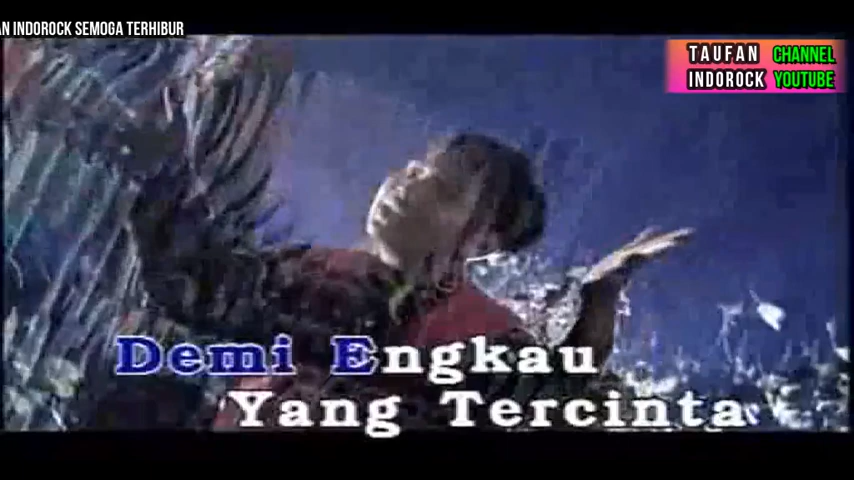 AN INDOROCK SEMOGA TERHIBUR
TAUFAN CHANNEL
INDOROCK YOUTUBE
Demi Engkau
Yang Tercinta